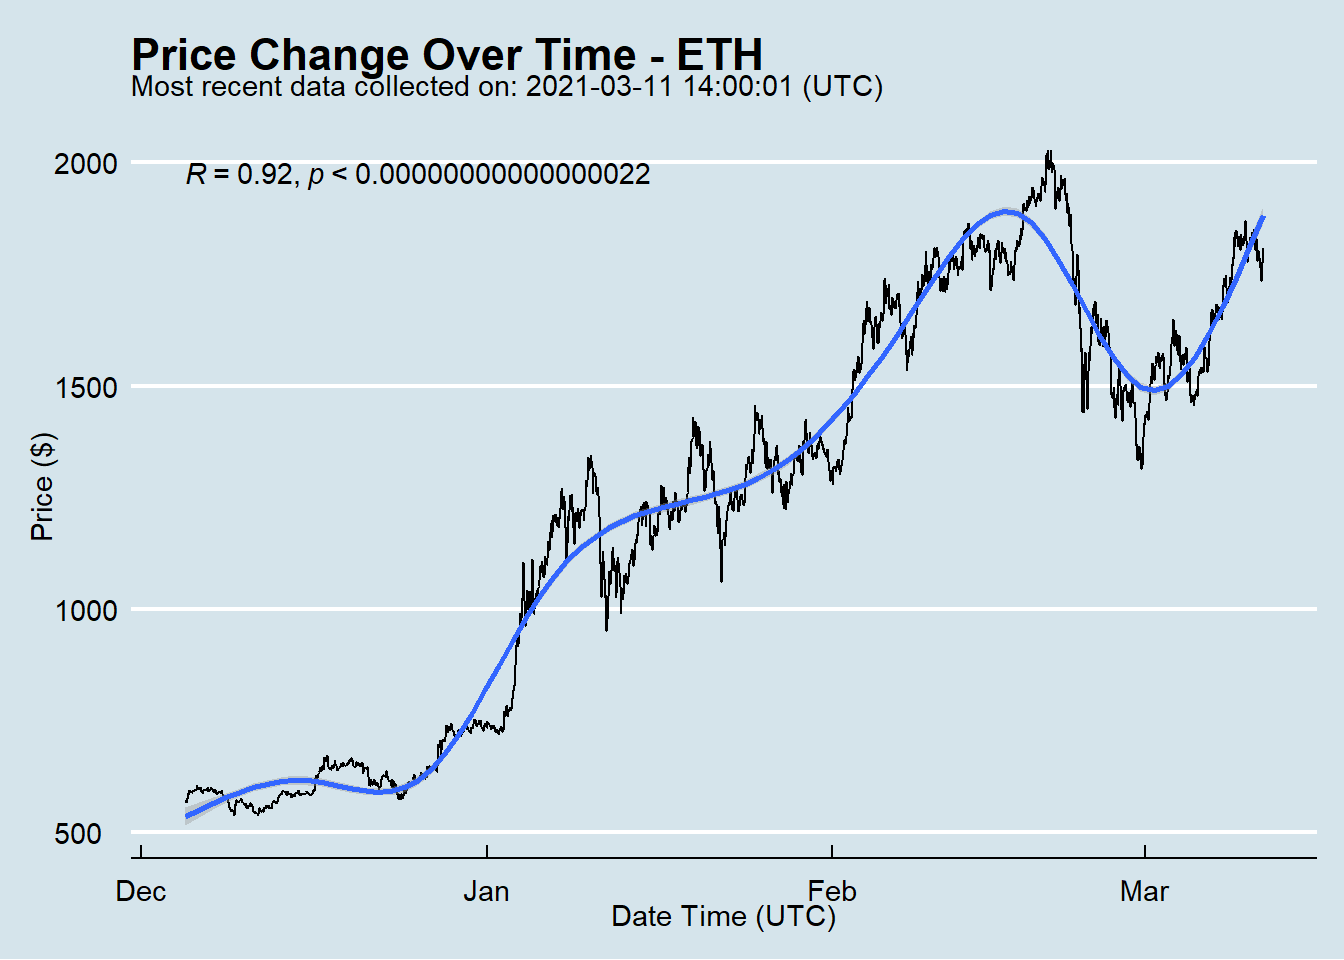 Price Change Over Time - ETH
Most recent data collected on: 2021-03-11 14:00:01 (UTC)
R = 0.92, p < 0.00000000000000022
2000
1500
1000
500
Price ($)
Dec Jan Feb Mar
Date Time (UTC)